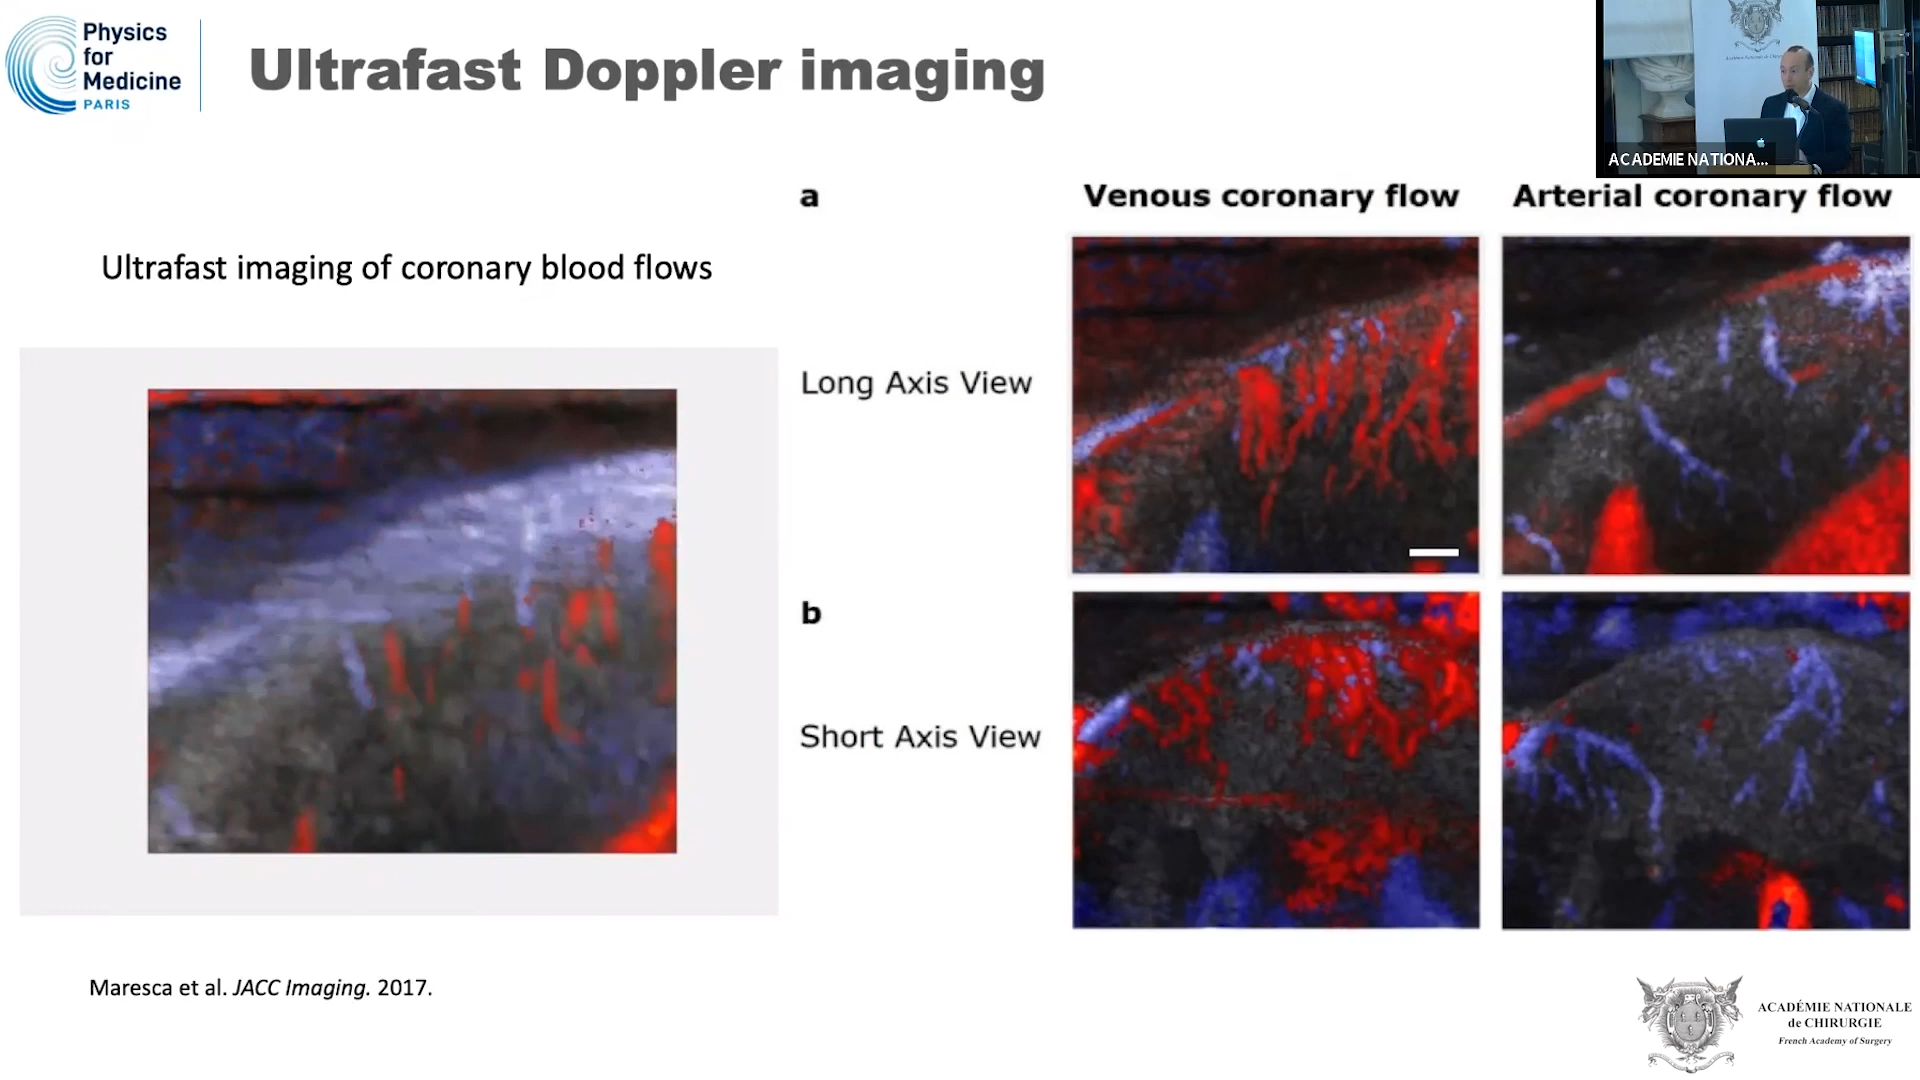 Physics
for
Medicine
PARIS
Ultrafast Doppler imaging
ACADEMIE NATIONA...
Ultrafast imaging of coronary blood flows
a
Venous coronary flow
Arterial coronary flow
Long Axis View
b
Short Axis View
Maresca et al. JACC Imaging. 2017.
ACADÉMIE NATIONALE
de CHIRURGIE
French Academy of Surgery